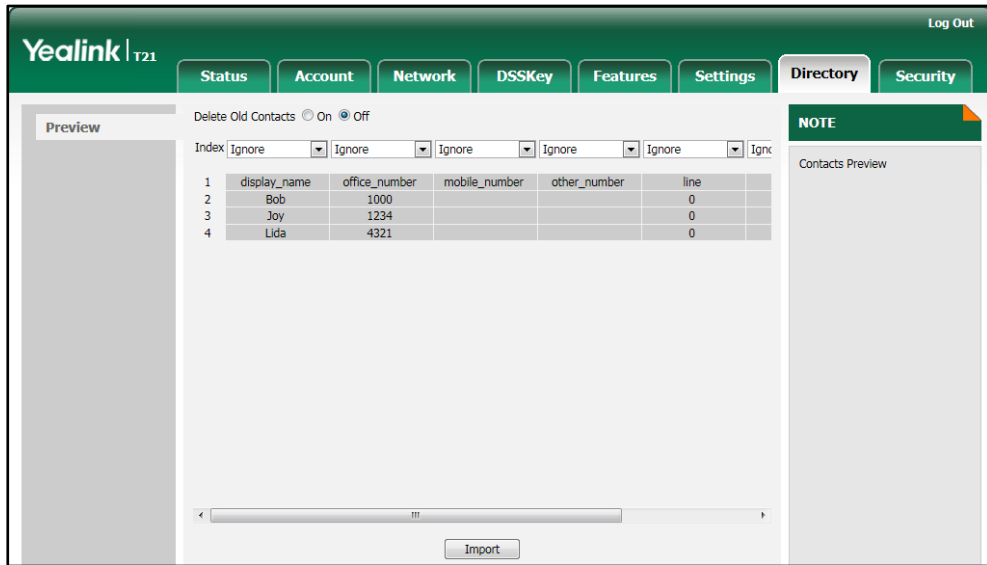 Log Out
Yealink | T21
Status Account Network DSSKey Features Settings Directory Security
Preview
Delete Old Contacts On Off
NOTE
Index Ignore Ignore Ignore Ignore Ignore Igno
Contacts Preview
1 display_name office_number mobile_number other_number line
2 Bob 1000 0
3 Joy 1234 0
4 Lida 4321 0
Import